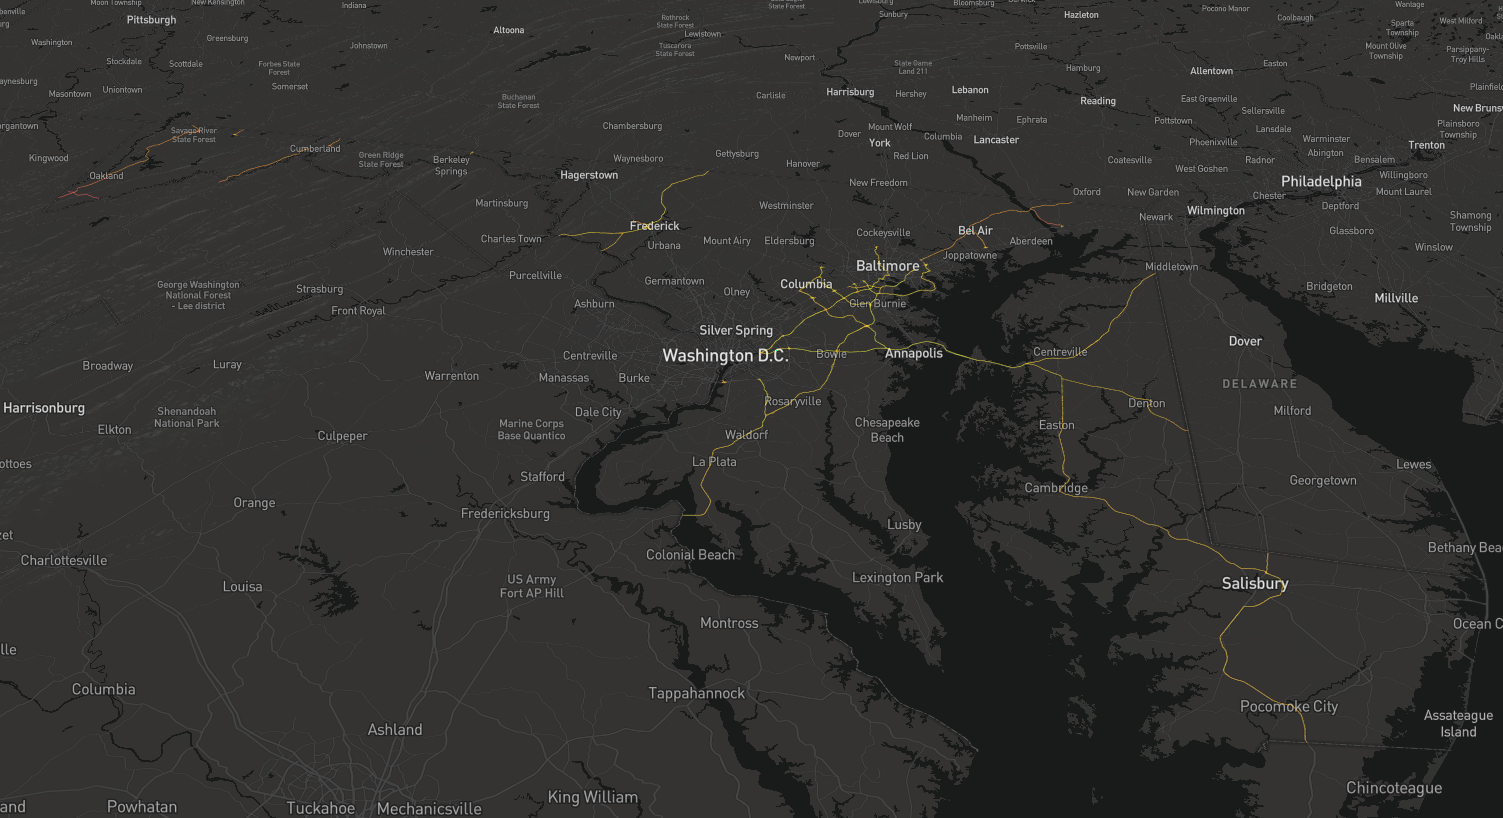 Moon Township
New Kensington
Indiana
Lewisburg
Bloomsburg
Berwick
Wantage
Pittsburgh
Altoona
Rothrock
State Forest
Sunbury
Hazleton
Pocono Manor
Coolbaugh
Sparta
Township
West Milford
Washington
Greensburg
Johnstown
Lewistown
Tuscarora
State Forest
Pottsville
Mount Olive
Township
Parsippany-
Troy Hills
Stockdale
Scottdale
Forbes State
Forest
Newport
State Game
Land 211
Hamburg
Allentown
Easton
Masontown
Uniontown
Somerset
Buchanan
State Forest
Carlisle
Harrisburg
Hershey
Lebanon
Reading
East Greenville
Sellersville
Plainfield
New Bruns
Savage River
State Forest
Chambersburg
Dover
Mount Wolf
York
Columbia
Manheim
Ephrata
Lancaster
Pottstown
Lansdale
Phoenixville
Warminster
Abington
Plainsboro
Township
Trenton
Kingwood
Oakland
Cumberland
Green Ridge
State Forest
Berkeley
Springs
Waynesboro
Gettysburg
Hanover
Red Lion
Coatesville
West Goshen
Radnor
Bensalem
Willingboro
Hagerstown
New Freedom
Oxford
New Garden
Chester
Philadelphia
Mount Laurel
Martinsburg
Westminster
Newark
Wilmington
Deptford
Shamong
Township
Frederick
Charles Town
Urbana
Mount Airy
Eldersburg
Cockeysville
Bel Air
Aberdeen
Glassboro
Winslow
Winchester
Purcellville
Germantown
Baltimore
Joppatowne
Middletown
George Washington
National Forest
- Lee district
Strasburg
Front Royal
Ashburn
Olney
Columbia
Glen Burnie
Bridgeton
Millville
Silver Spring
Broadway
Luray
Centreville
Washington D.C.
Bowie
Annapolis
Centreville
Dover
Warrenton
Manassas
Burke
DELAWARE
Harrisonburg
Shenandoah
National Park
Dale City
Rosaryville
Denton
Milford
Elkton
Culpeper
Marine Corps
Base Quantico
Waldorf
Chesapeake
Beach
Easton
La Plata
Lewes
Stafford
Georgetown
Orange
Cambridge
Fredericksburg
Lusby
Charlottesville
Colonial Beach
Bethany Bea
Louisa
US Army
Fort AP Hill
Lexington Park
Salisbury
Montross
Ocean C
Columbia
Tappahannock
Pocomoke City
Assateague
Island
Ashland
Chincoteague
Powhatan
Tuckahoe
Mechanicsville
King William